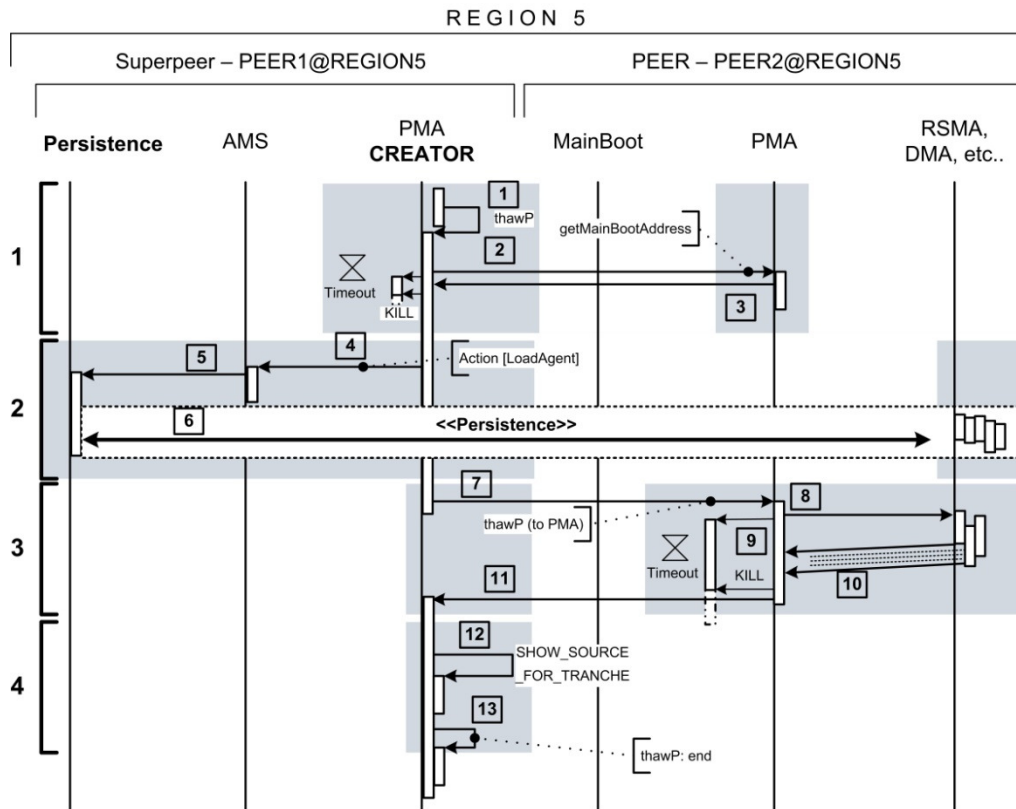 REGION 5
Superpeer – PEER1@REGION5
PEER – PEER2@REGION5
Persistence
AMS
PMA
CREATOR
MainBoot
PMA
RSMA,
DMA, etc..
1
1
thawP
2
getMainBootAddress
Timeout
KILL
3
2
4
Action [LoadAgent]
5
6
<<Persistence>>
3
7
thawP (to PMA)
8
9
Timeout
KILL
10
11
4
12
SHOW_SOURCE
_FOR_TRANCHE
13
thawP: end